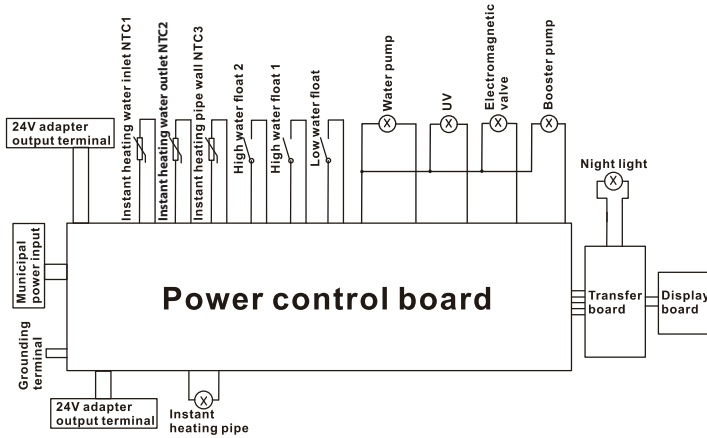 24V adapter
output terminal
Instant heating water inlet NTC1
Instant heating water outlet NTC2
Instant heating pipe wall NTC3
High water float 2
High water float 1
Low water float
Water pump
UV
Electromagnetic
valve
Booster pump
Night light
Municipal
power input
Power control board
Transfer
board
Display
board
Grounding
terminal
24V adapter
output terminal
Instant
heating pipe